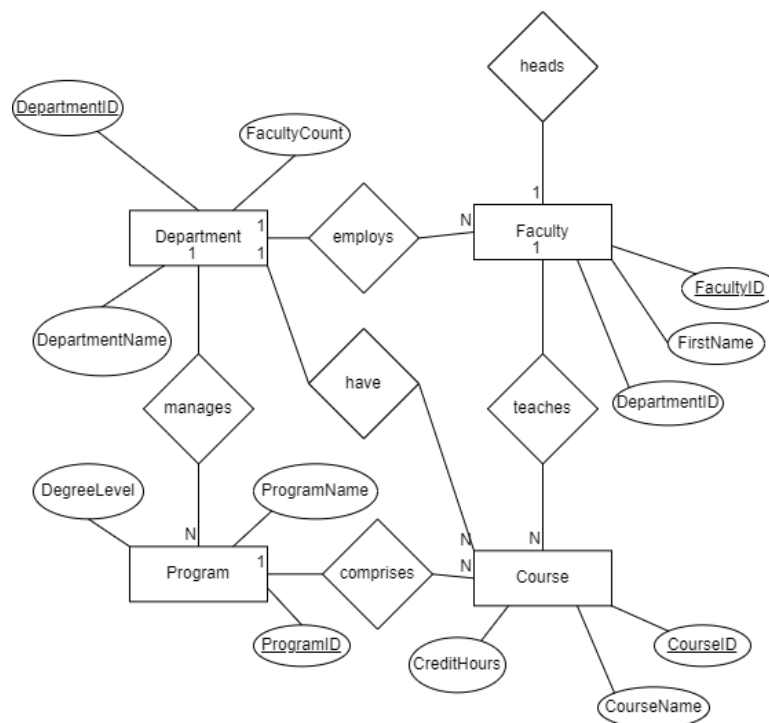 heads
DepartmentID
FacultyCount
1
Department
1
1
1
employs
N
Faculty
1
FacultyID
FirstName
DepartmentName
have
manages
teaches
DepartmentID
DegreeLevel
ProgramName
N
N
N
1
Program
comprises
N
Course
ProgramID
CreditHours
CourseID
CourseName